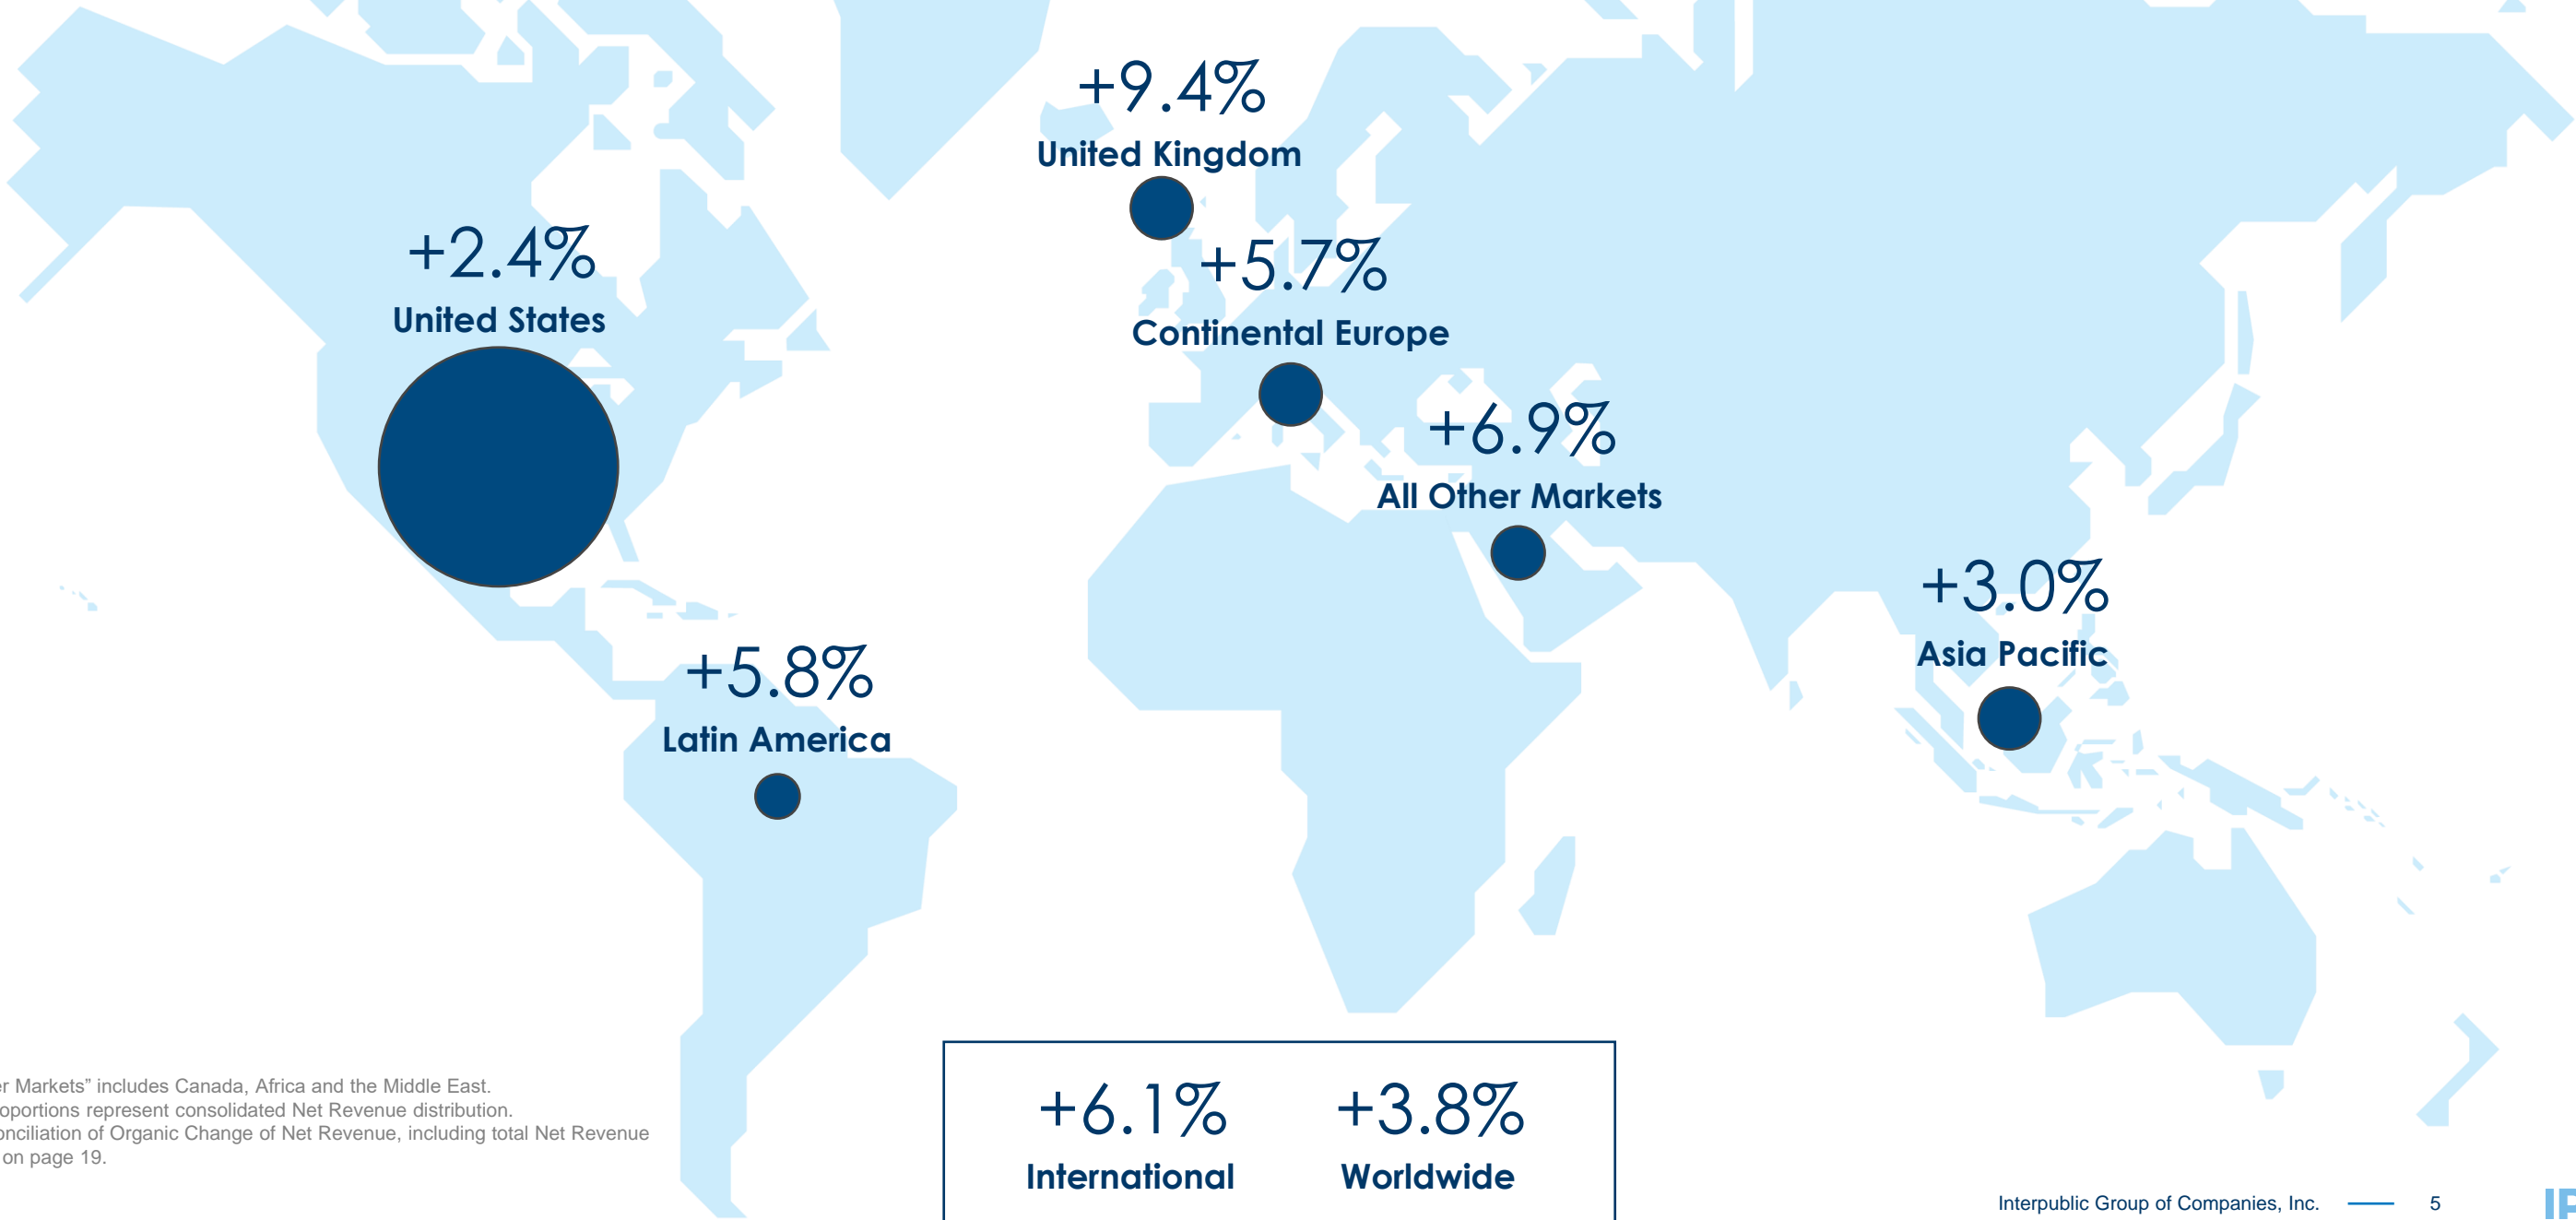 +9.4%
United Kingdom
+2.4%
United States
+5.7%
Continental Europe
+6.9%
All Other Markets
+3.0%
Asia Pacific
+5.8%
Latin America
Markets” includes Canada, Africa and the Middle East.
represent consolidated Net Revenue distribution.
of Organic Change of Net Revenue, including total Net Revenue
on page 19.
+6.1%
International
+3.8%
Worldwide
Interpublic Group of Companies, Inc.
5